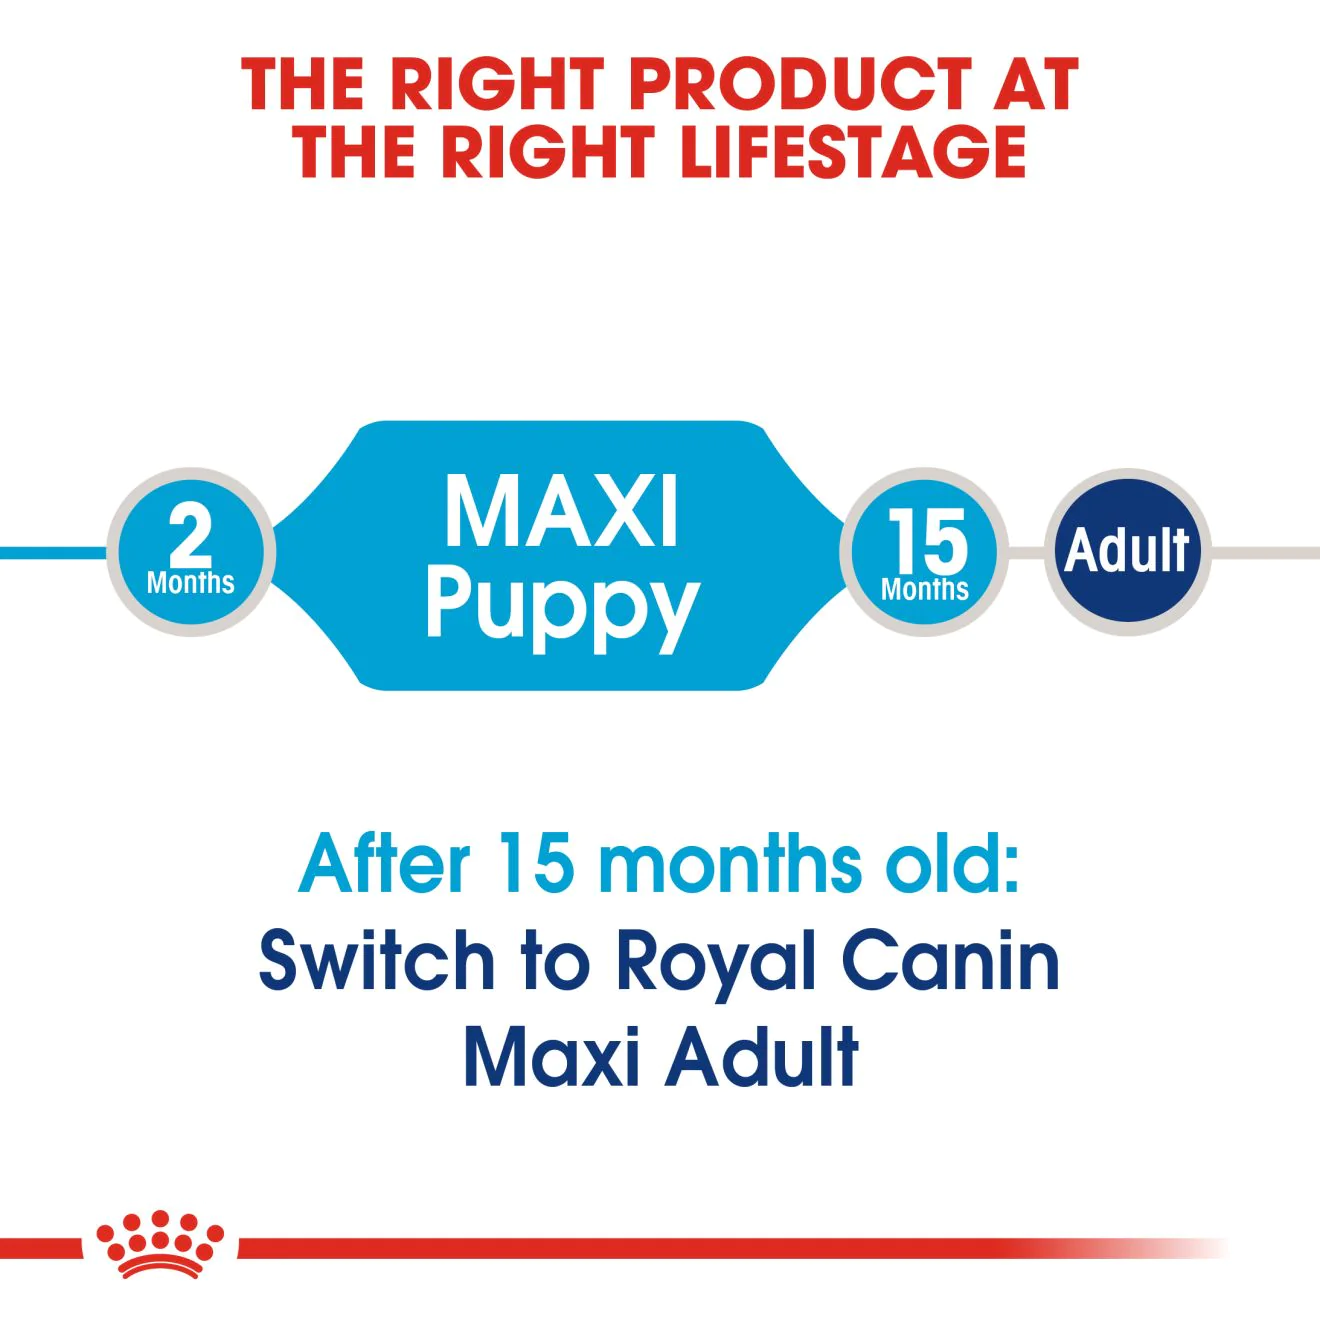 THE RIGHT PRODUCT AT
THE RIGHT LIFESTAGE
2
Months
MAXI
Puppy
15
Months
Adult
After 15 months old:
Switch to Royal Canin
Maxi Adult